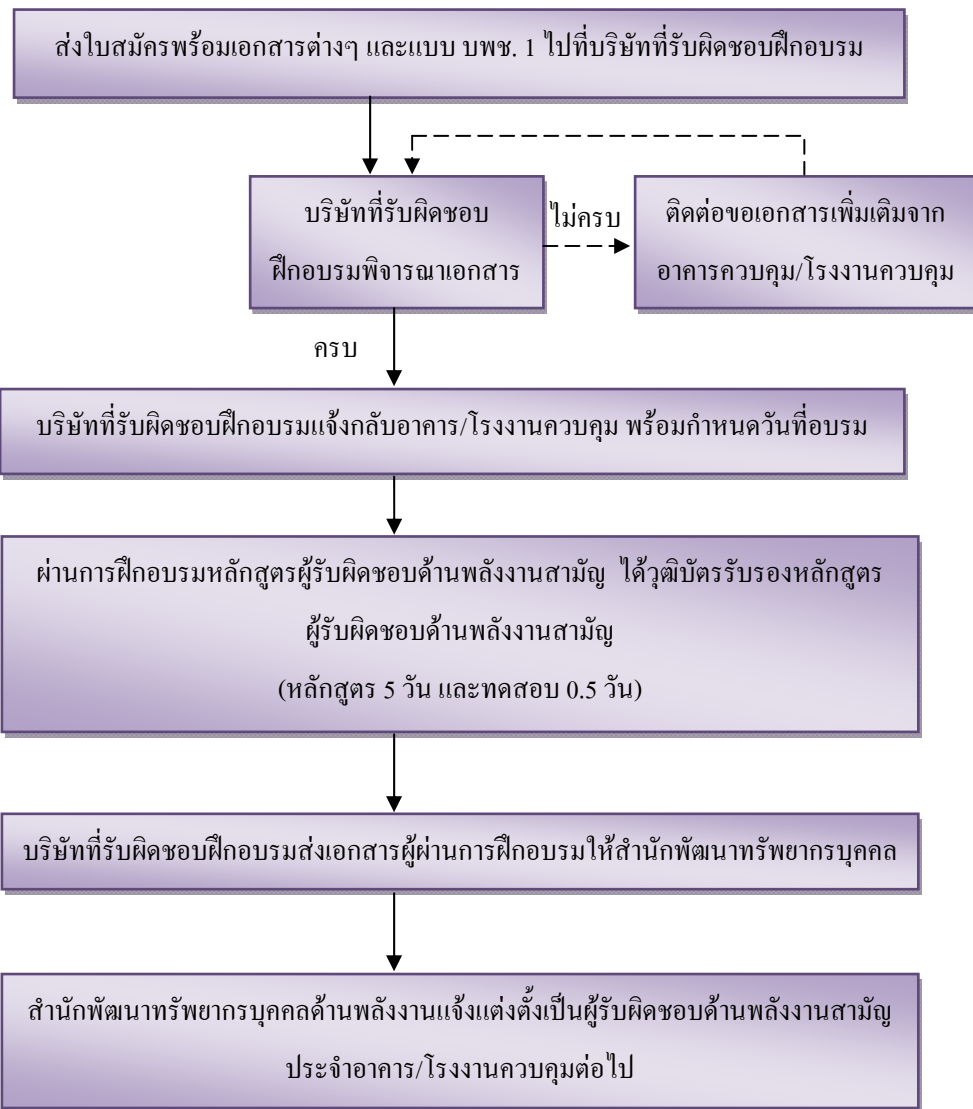 ส่งใบสมัครพร้อมเอกสารต่างๆ และแบบ บพช. 1 ไปที่บริษัทที่รับผิดชอบฝึกอบรม
บริษัทที่รับผิดชอบ
ฝึกอบรมพิจารณาเอกสาร
ไม่ครบ
ติดต่อขอเอกสารเพิ่มเติมจาก
อาคารควบคุม/โรงงานควบคุม
ครบ
บริษัทที่รับผิดชอบฝึกอบรมแจ้งกลับอาคาร/โรงงานควบคุม พร้อมกำหนดวันที่อบรม
ผ่านการฝึกอบรมหลักสูตรผู้รับผิดชอบด้านพลังงานสามัญ ได้วุฒิบัตรรับรองหลักสูตร
ผู้รับผิดชอบด้านพลังงานสามัญ
(หลักสูตร 5 วัน และทดสอบ 0.5 วัน)
บริษัทที่รับผิดชอบฝึกอบรมส่งเอกสารผู้ผ่านการฝึกอบรมให้สำนักพัฒนาทรัพยากรบุคคล
สำนักพัฒนาทรัพยากรบุคคลด้านพลังงานแจ้งแต่งตั้งเป็นผู้รับผิดชอบด้านพลังงานสามัญ
ประจำอาคาร/โรงงานควบคุมต่อไป